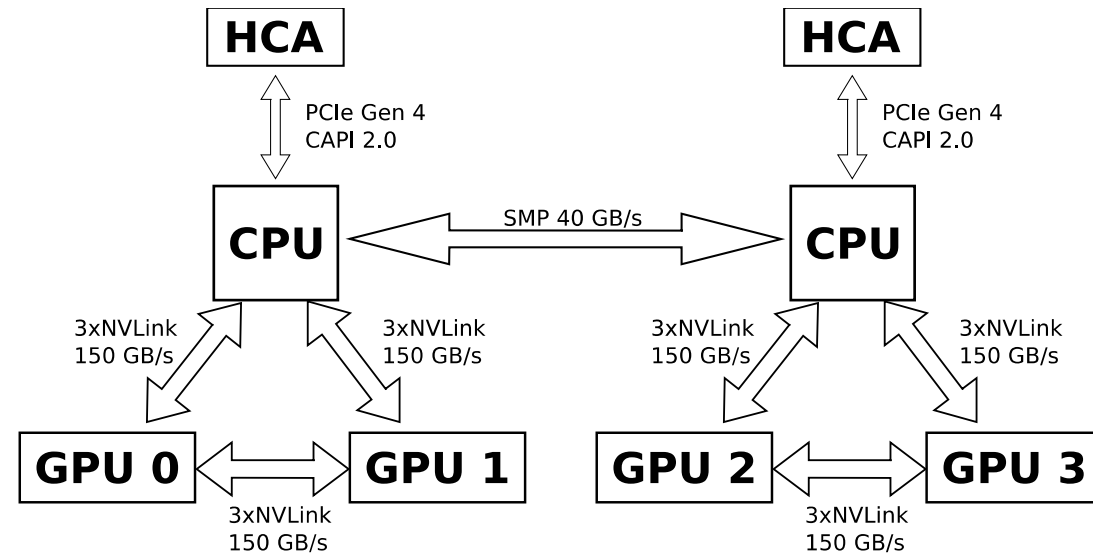 HCA
HCA
PCIe Gen 4
CAPI 2.0
PCIe Gen 4
CAPI 2.0
CPU
SMP 40 GB/s
CPU
3xNVLink
150 GB/s
3xNVLink
150 GB/s
3xNVLink
150 GB/s
3xNVLink
150 GB/s
GPU 0
GPU 1
GPU 2
GPU 3
3xNVLink
150 GB/s
3xNVLink
150 GB/s